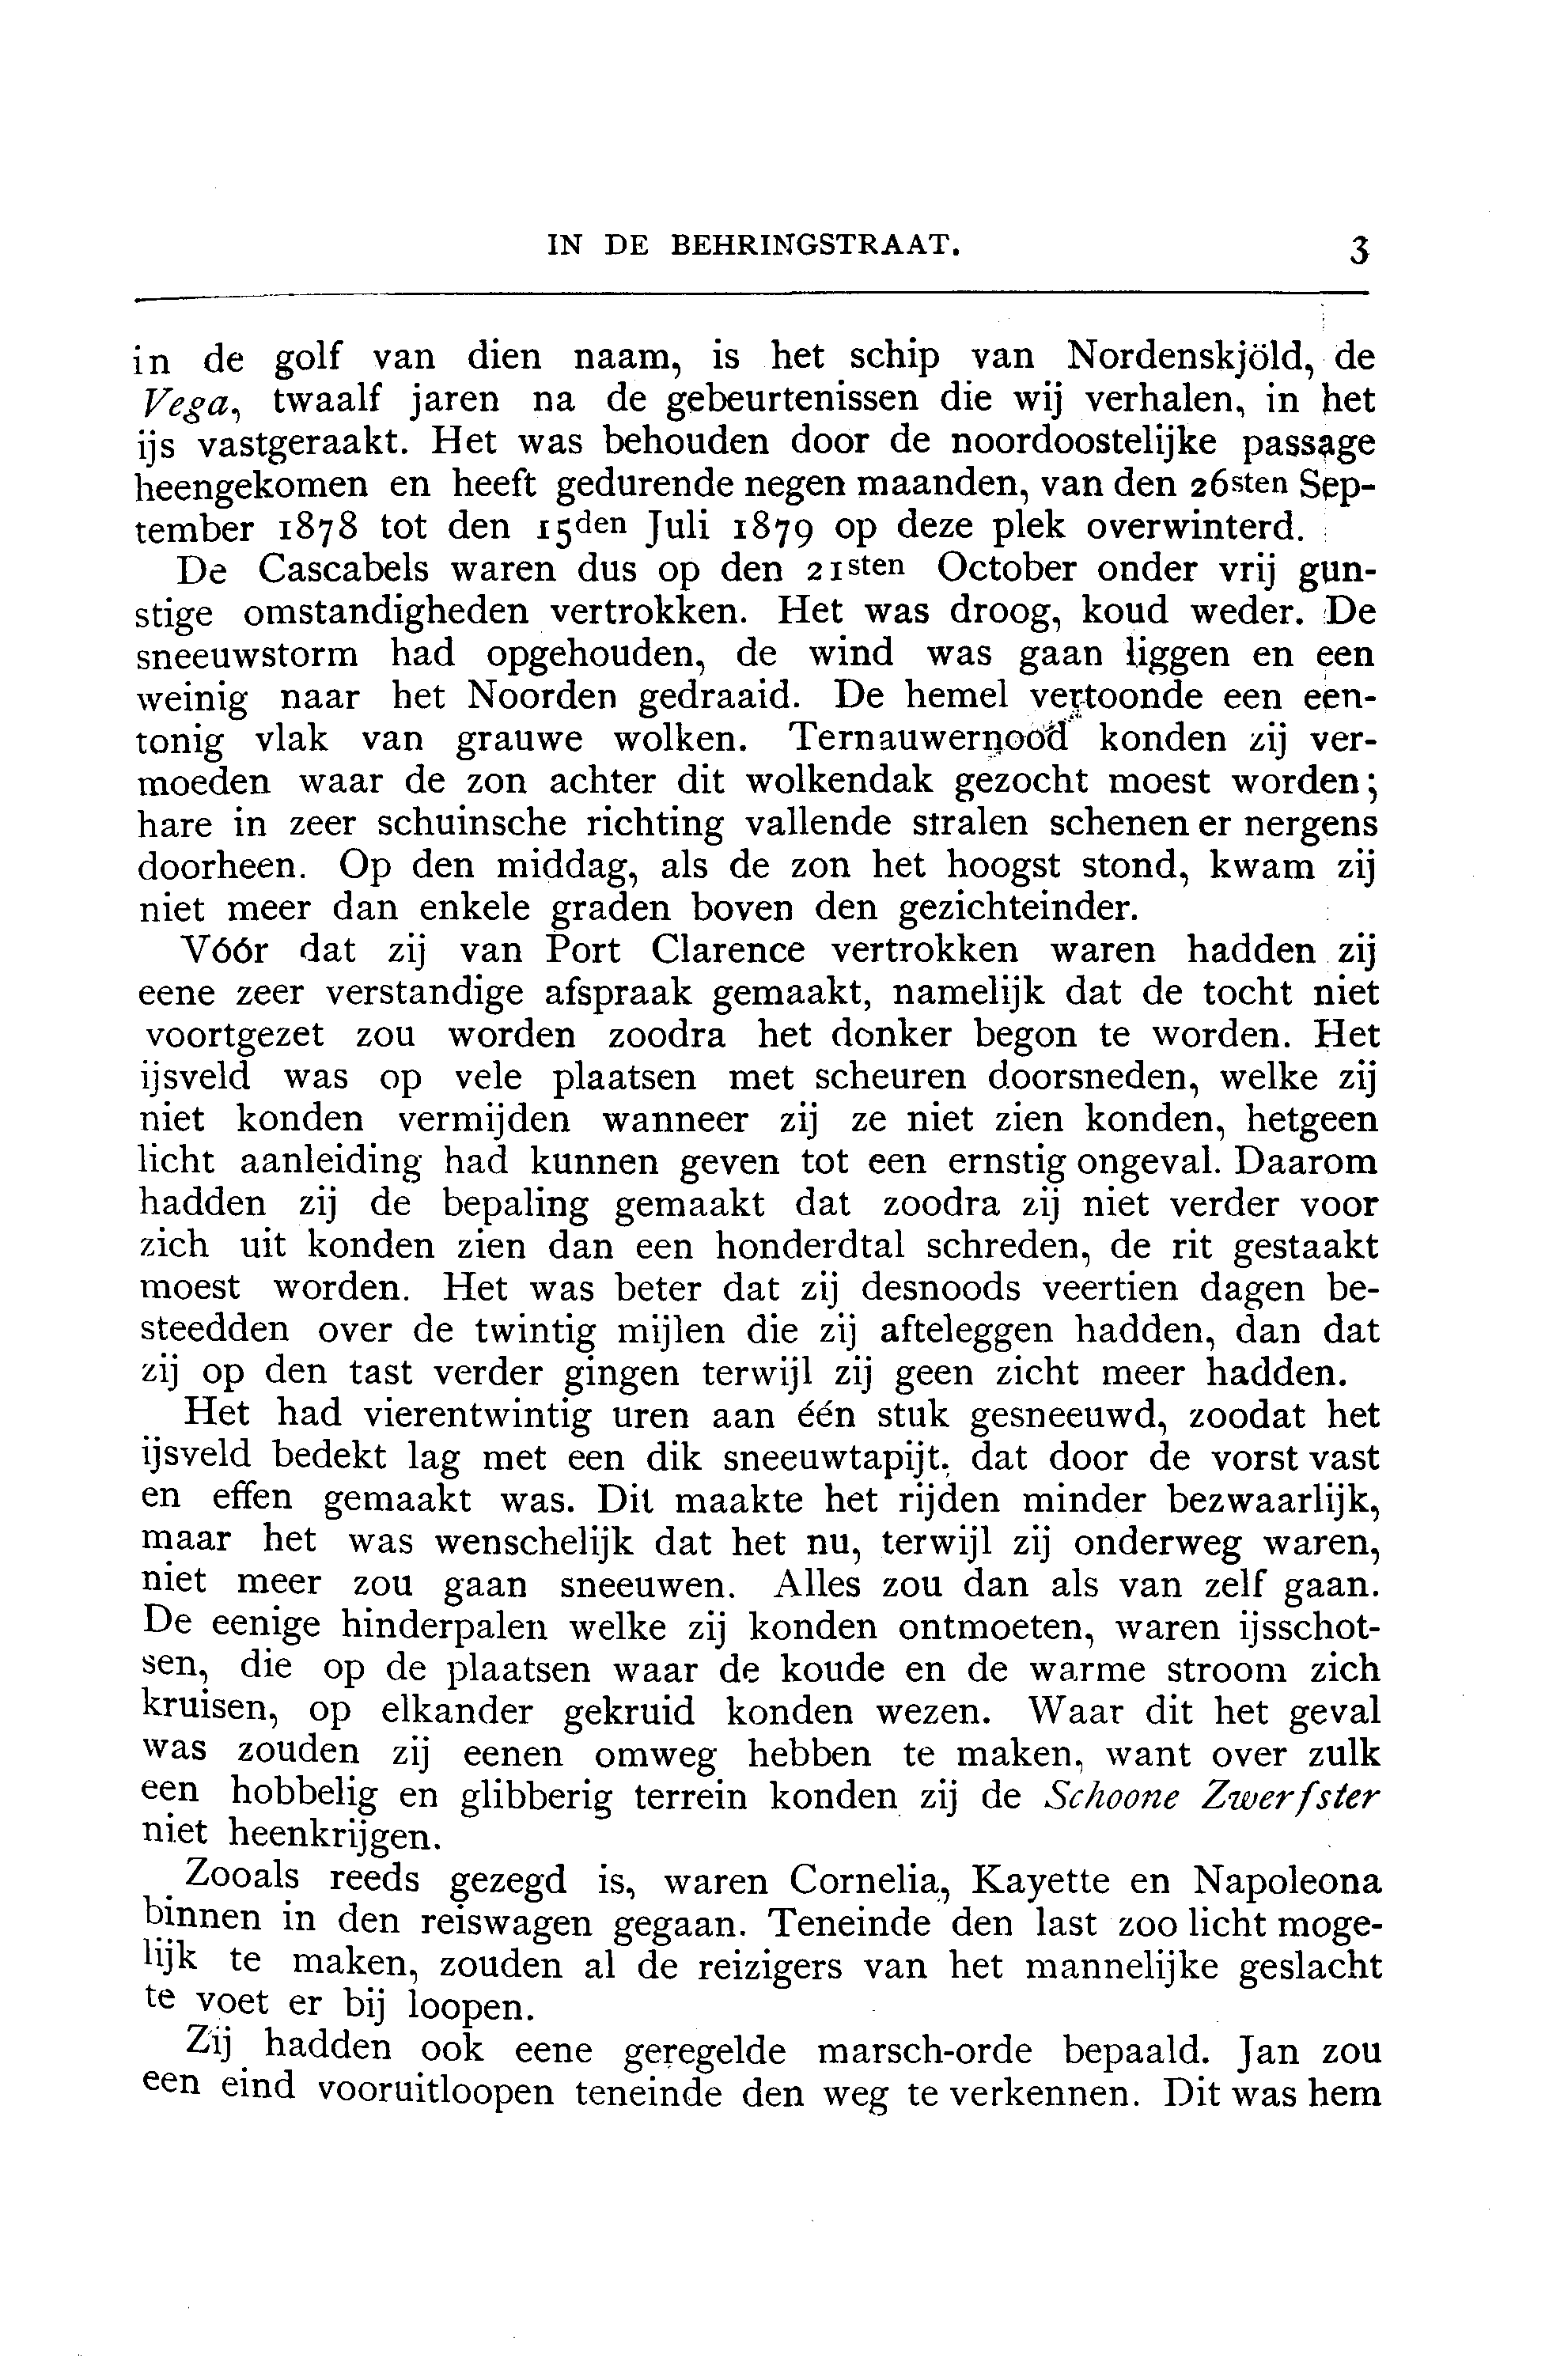 IN DE BEHRINGSTRAAT. 3
in de golf van dien naam, is het schip van Nordenskjöld, de
Vega, twaalf jaren na de gebeurtenissen die wij verhalen, in het
ijs vastgeraakt. Het was behouden door de noordoostelijke passage
heengekomen en heeft gedurende negen maanden, van den 26sten Sep-
tember 1878 tot den 15den Juli 1879 op deze plek overwinterd.
De Cascabels waren dus op den 21sten October onder vrij gun-
stige omstandigheden vertrokken. Het was droog, koud weder. De
sneeuwstorm had opgehouden, de wind was gaan liggen en een
weinig naar het Noorden gedraaid. De hemel vertoonde een een-
tonig vlak van grauwe wolken. Ternauwernood konden zij ver-
moeden waar de zon achter dit wolkendak gezocht moest worden;
hare in zeer schuinsche richting vallende stralen schenen er nergens
doorheen. Op den middag, als de zon het hoogst stond, kwam zij
niet meer dan enkele graden boven den gezichteinder.
Vóór dat zij van Port Clarence vertrokken waren hadden zij
eene zeer verstandige afspraak gemaakt, namelijk dat de tocht niet
voortgezet zou worden zoodra het donker begon te worden. Het
ijsveld was op vele plaatsen met scheuren doorsneden, welke zij
niet konden vermijden wanneer zij ze niet zien konden, hetgeen
licht aanleiding had kunnen geven tot een ernstig ongeval. Daarom
hadden zij de bepaling gemaakt dat zoodra zij niet verder voor
zich uit konden zien dan een honderdtal schreden, de rit gestaakt
moest worden. Het was beter dat zij desnoods veertien dagen be-
steedden over de twintig mijlen die zij afteleggen hadden, dan dat
zij op den tast verder gingen terwijl zij geen zicht meer hadden.
Het had vierentwintig uren aan één stuk gesneeuwd, zoodat het
ijsveld bedekt lag met een dik sneeuwtapijt, dat door de vorst vast
en effen gemaakt was. Dit maakte het rijden minder bezwaarlijk,
maar het was wenschelijk dat het nu, terwijl zij onderweg waren,
niet meer zou gaan sneeuwen. Alles zou dan als van zelf gaan.
De eenige hinderpalen welke zij konden ontmoeten, waren ijsschot-
sen, die op de plaatsen waar de koude en de warme stroom zich
kruisen, op elkander gekruid konden wezen. Waar dit het geval
was zouden zij eenen omweg hebben te maken, want over zulk
een hobbelig en glibberig terrein konden zij de Schoone Zwerfster
niet heenkrijgen.
Zooals reeds gezegd is, waren Cornelia, Kayette en Napoleona
binnen in den reiswagen gegaan. Teneinde den last zoo licht moge-
lijk te maken, zouden al de reizigers van het mannelijke geslacht
te voet er bij loopen.
Zij hadden ook eene geregelde marsch-orde bepaald. Jan zou
een eind vooruitloopen teneinde den weg te verkennen. Dit was hem